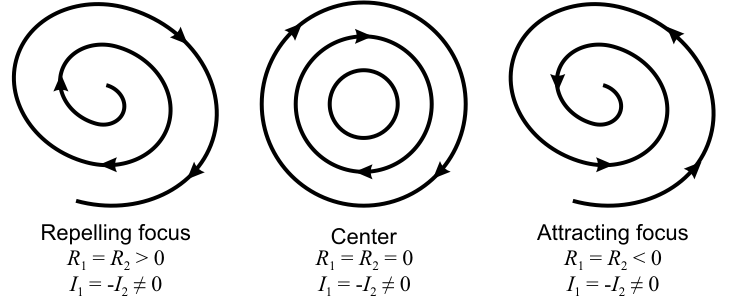 Repelling focus
R₁ = R₂ > 0
I₁ = -I₂ ≠ 0
Center
R₁ = R₂ = 0
I₁ = -I₂ ≠ 0
Attracting focus
R₁ = R₂ < 0
I₁ = -I₂ ≠ 0